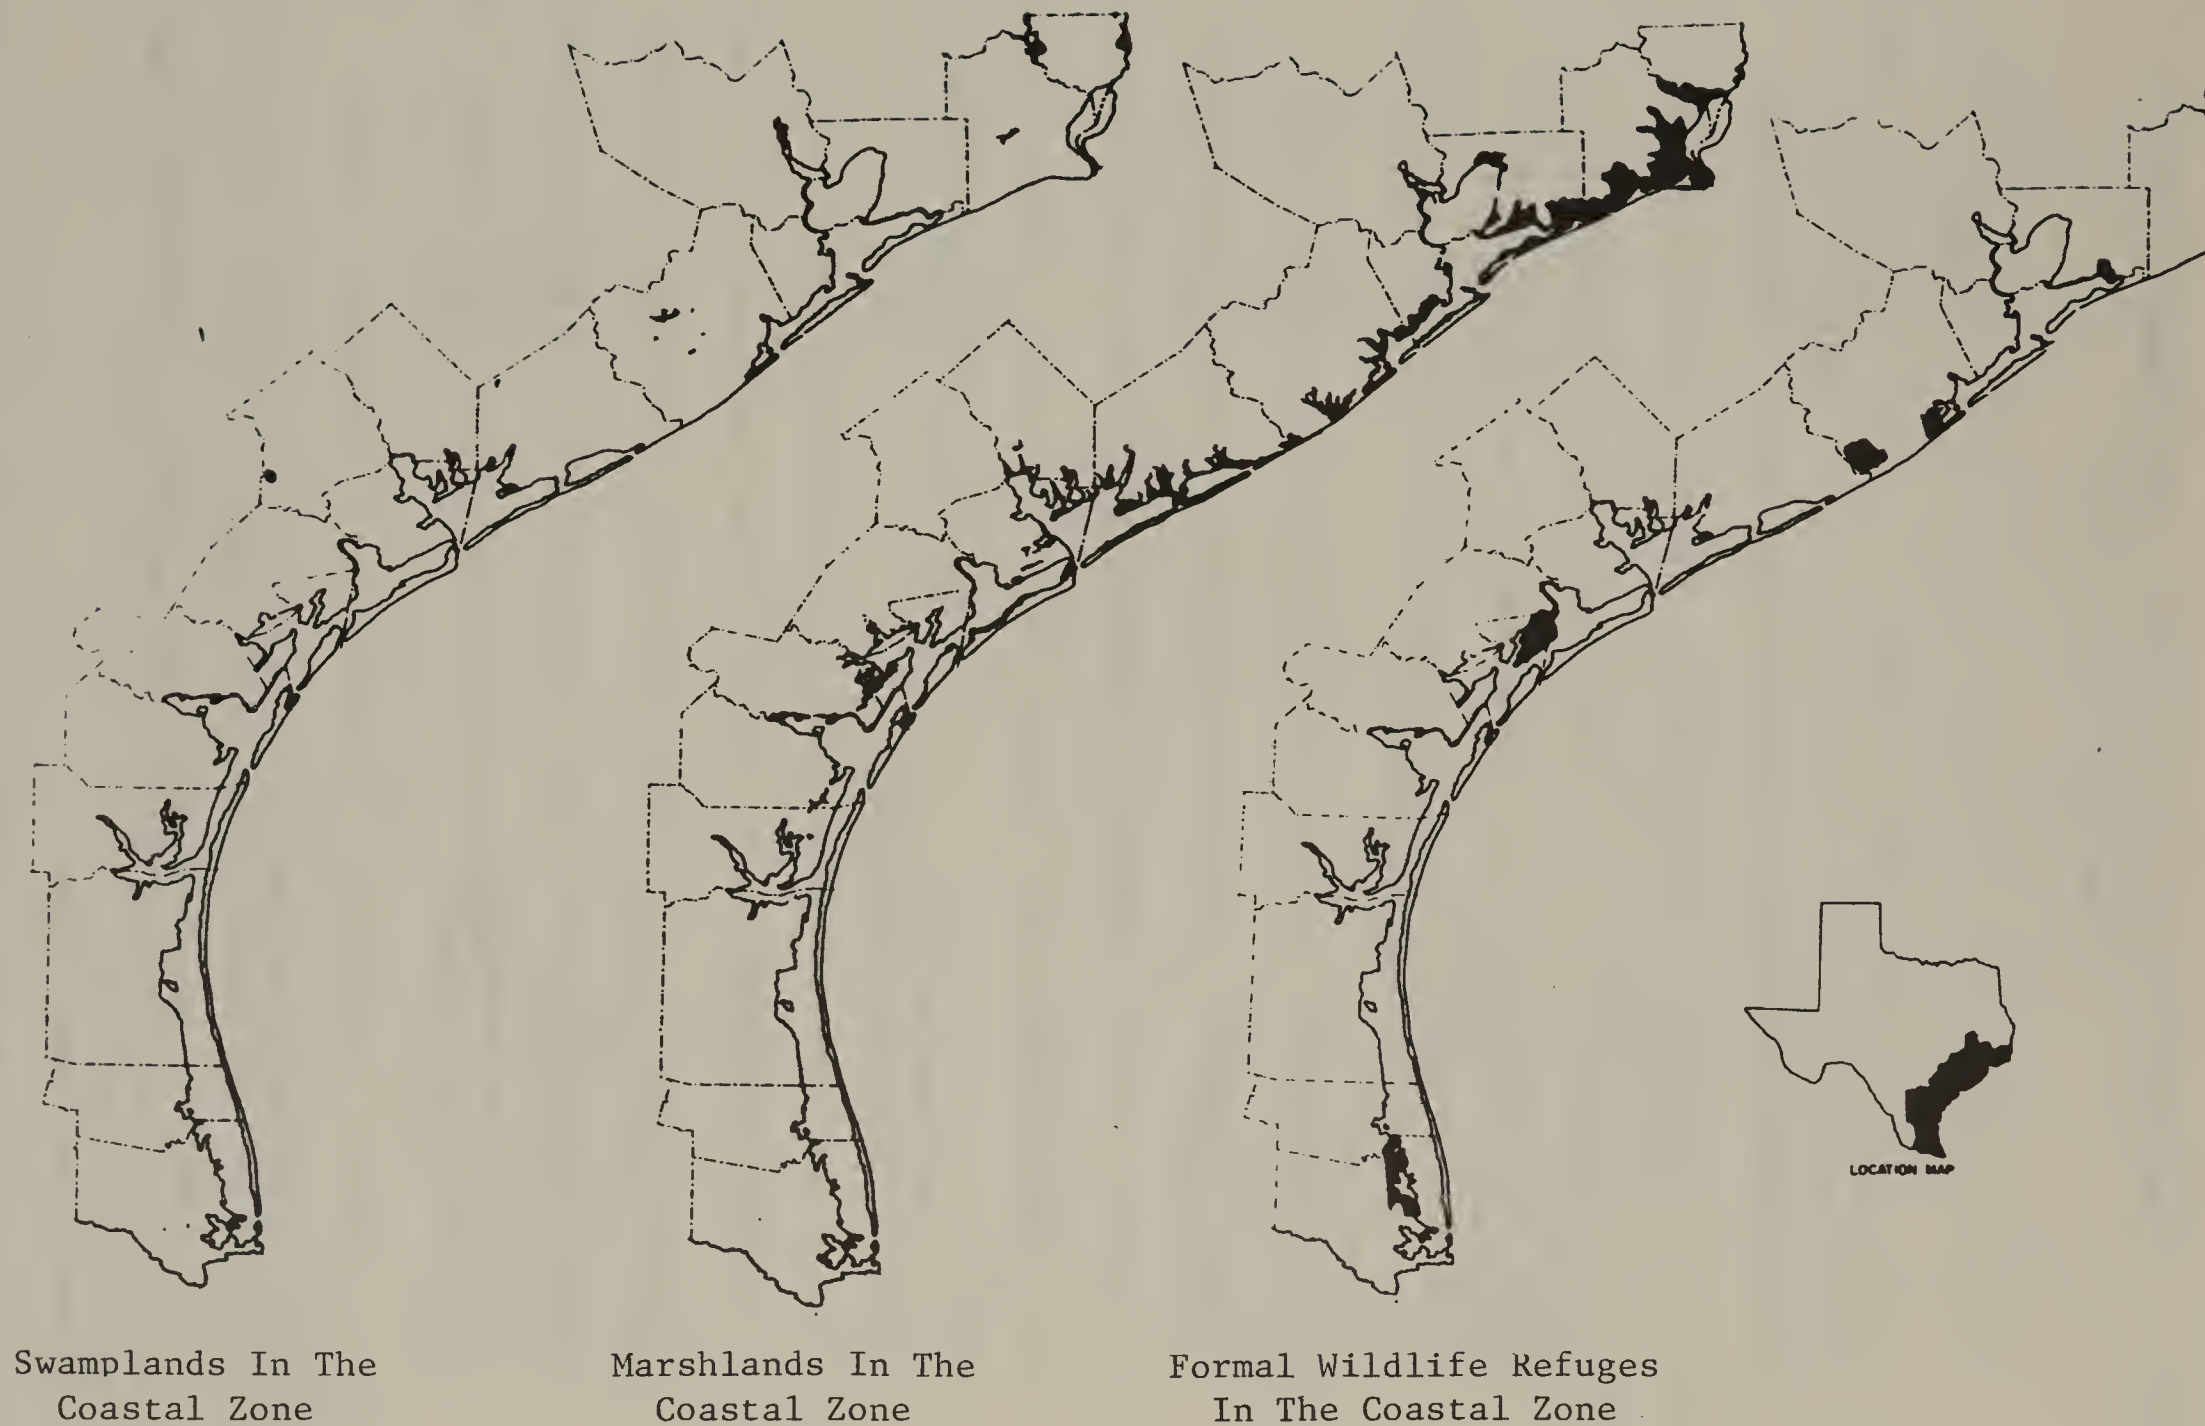 LOCATION MAP
Swamplands In The
Coastal Zone
Marshlands In The
Coastal Zone
Formal Wildlife Refuges
In The Coastal Zone